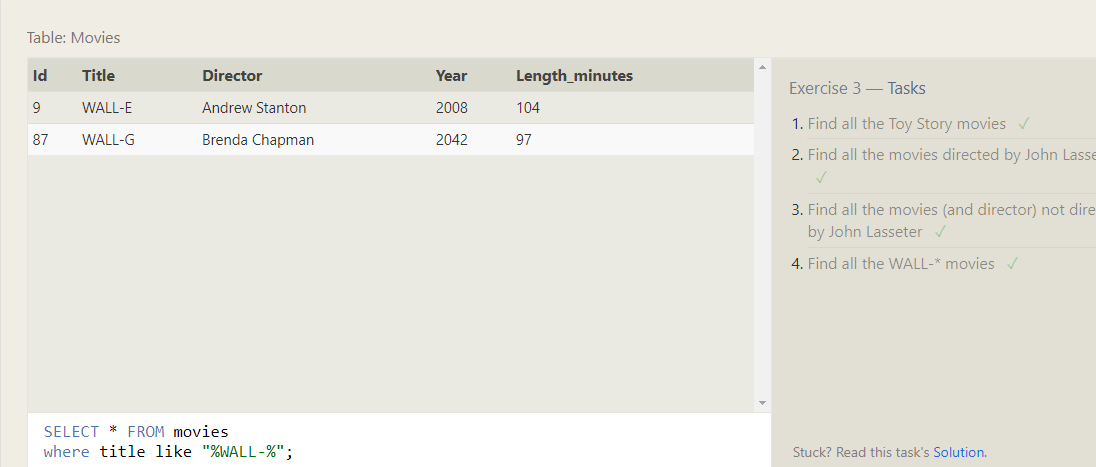 Table: Movies
Id Title Director Year Length_minutes
9 WALL-E Andrew Stanton 2008 104
87 WALL-G Brenda Chapman 2042 97
SELECT * FROM movies
where title like "%WALL-%";
Exercise 3 — Tasks
1. Find all the Toy Story movies ✓
2. Find all the movies directed by John Lasse
✓
3. Find all the movies (and director) not dire
by John Lasseter ✓
4. Find all the WALL-* movies ✓
Stuck? Read this task's Solution.